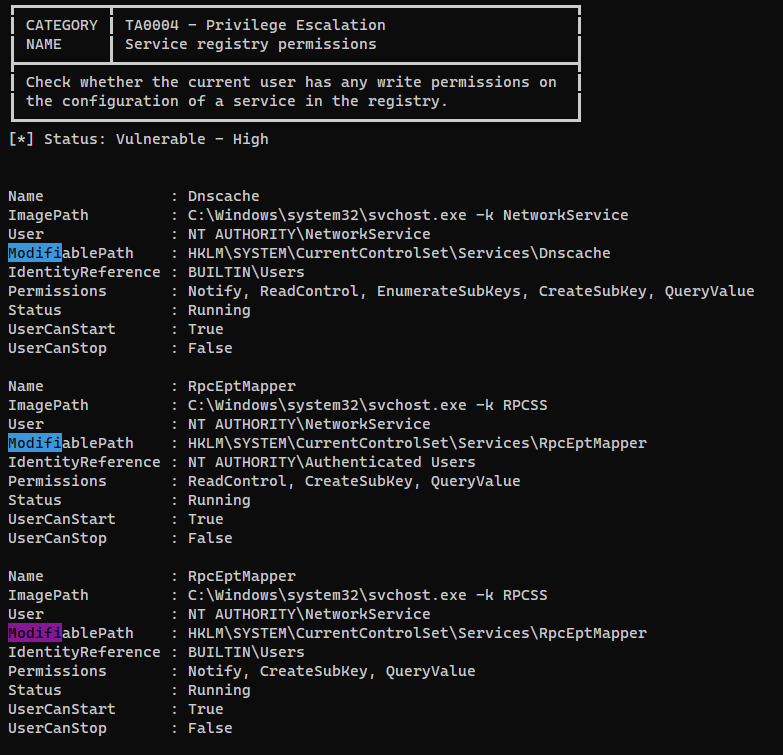 CATEGORY TA0004 - Privilege Escalation
NAME Service registry permissions
Check whether the current user has any write permissions on
the configuration of a service in the registry.
[*] Status: Vulnerable - High
Name : Dnscache
ImagePath : C:\Windows\system32\svchost.exe -k NetworkService
User : NT AUTHORITY\NetworkService
ModifiablePath : HKLM\SYSTEM\CurrentControlSet\Services\Dnscache
IdentityReference : BUILTIN\Users
Permissions : Notify, ReadControl, EnumerateSubKeys, CreateSubKey, QueryValue
Status : Running
UserCanStart : True
UserCanStop : False
Name : RpcEptMapper
ImagePath : C:\Windows\system32\svchost.exe -k RPCSS
User : NT AUTHORITY\NetworkService
ModifiablePath : HKLM\SYSTEM\CurrentControlSet\Services\RpcEptMapper
IdentityReference : NT AUTHORITY\Authenticated Users
Permissions : ReadControl, CreateSubKey, QueryValue
Status : Running
UserCanStart : True
UserCanStop : False
Name : RpcEptMapper
ImagePath : C:\Windows\system32\svchost.exe -k RPCSS
User : NT AUTHORITY\NetworkService
ModifiablePath : HKLM\SYSTEM\CurrentControlSet\Services\RpcEptMapper
IdentityReference : BUILTIN\Users
Permissions : Notify, CreateSubKey, QueryValue
Status : Running
UserCanStart : True
UserCanStop : False